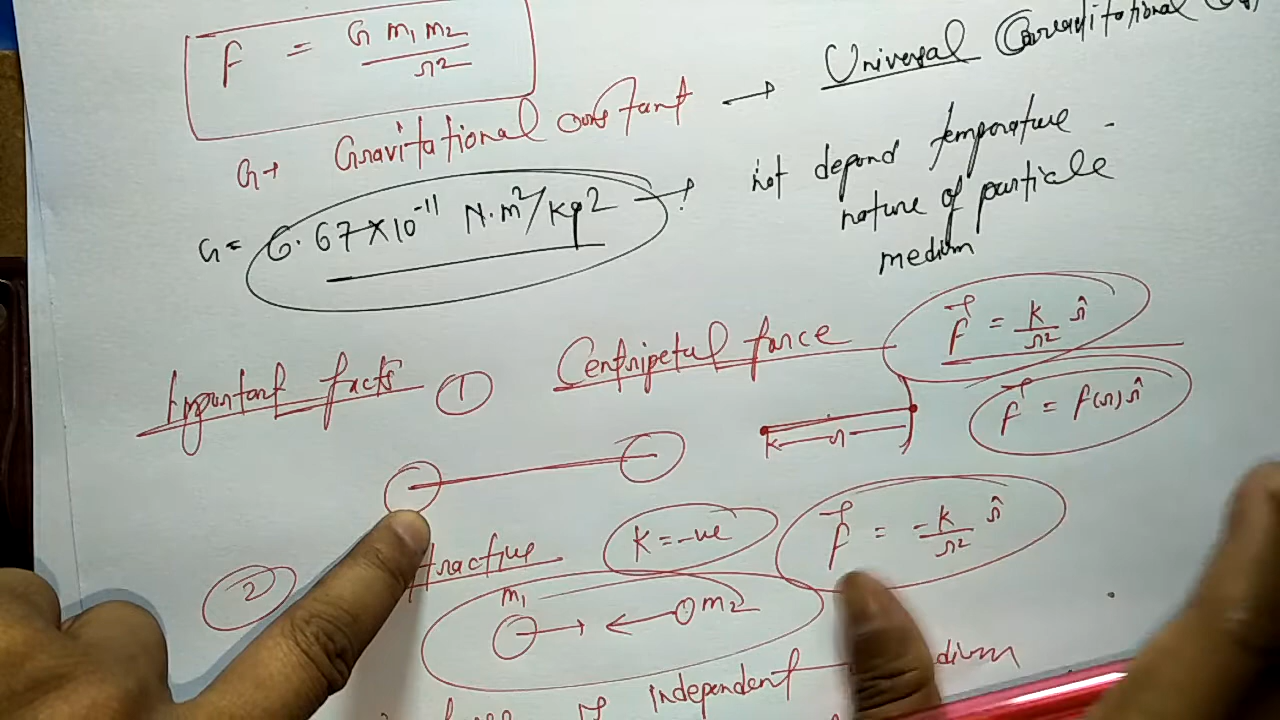 F = G m₁ m₂ / r²
G → Gravitational constant → Universal Gravitational
G = 6.67×10⁻¹¹ N·m²/kg2 → not depend temperature
nature of particle
medium
Important facts ① Centripetal force F⃗ = k/r² r̂
r F⃗ = f(r) r̂
② Attractive K = -ve F⃗ = -k/r² r̂
m₁ m₂
independent